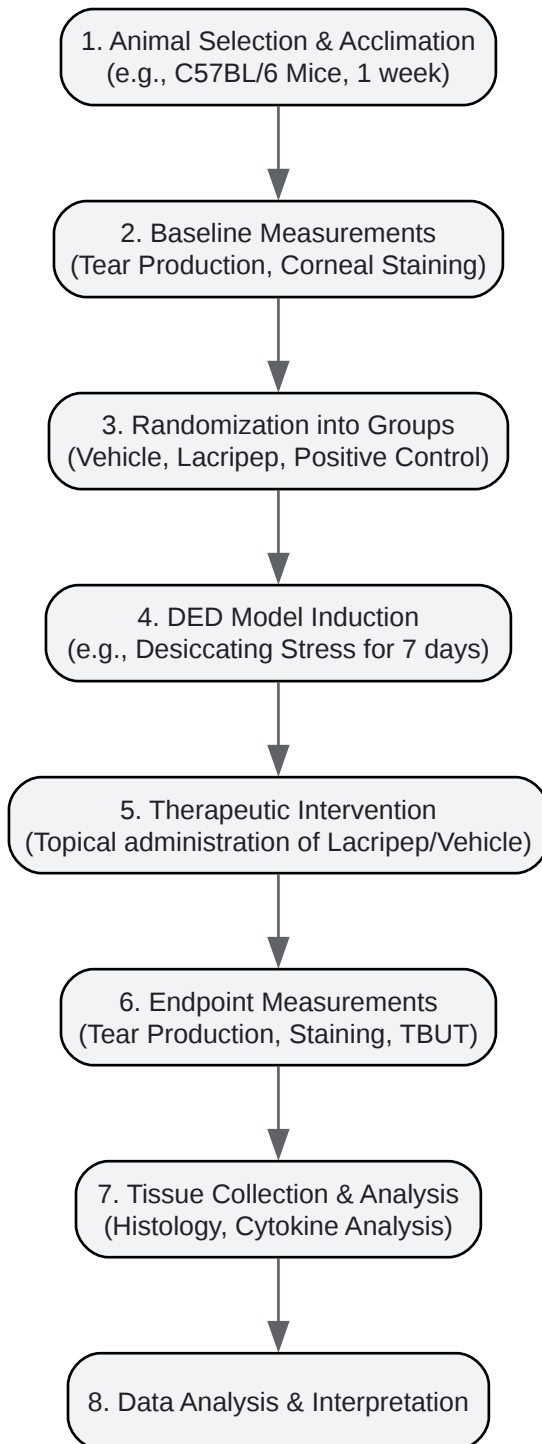 1. Animal Selection & Acclimation
(e.g., C57BL/6 Mice, 1 week)
2. Baseline Measurements
(Tear Production, Corneal Staining)
3. Randomization into Groups
(Vehicle, Lacripep, Positive Control)
4. DED Model Induction
(e.g., Desiccating Stress for 7 days)
5. Therapeutic Intervention
(Topical administration of Lacripep/Vehicle)
6. Endpoint Measurements
(Tear Production, Staining, TBUT)
7. Tissue Collection & Analysis
(Histology, Cytokine Analysis)
8. Data Analysis & Interpretation